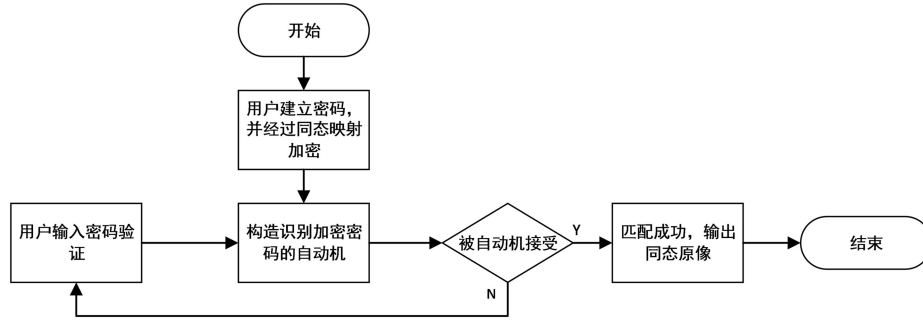 开始
用户建立密码，
并经过同态映射
加密
用户输入密码验
证
构造识别加密密
码的自动机
被自动机接受
Y
匹配成功，输出
同态原像
结束
N